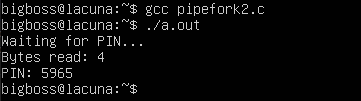 bigboss@lacuna:~$ gcc pipefork2.c
bigboss@lacuna:~$ ./a.out
Waiting for PIN...
Bytes read: 4
PIN: 5965
bigboss@lacuna:~$